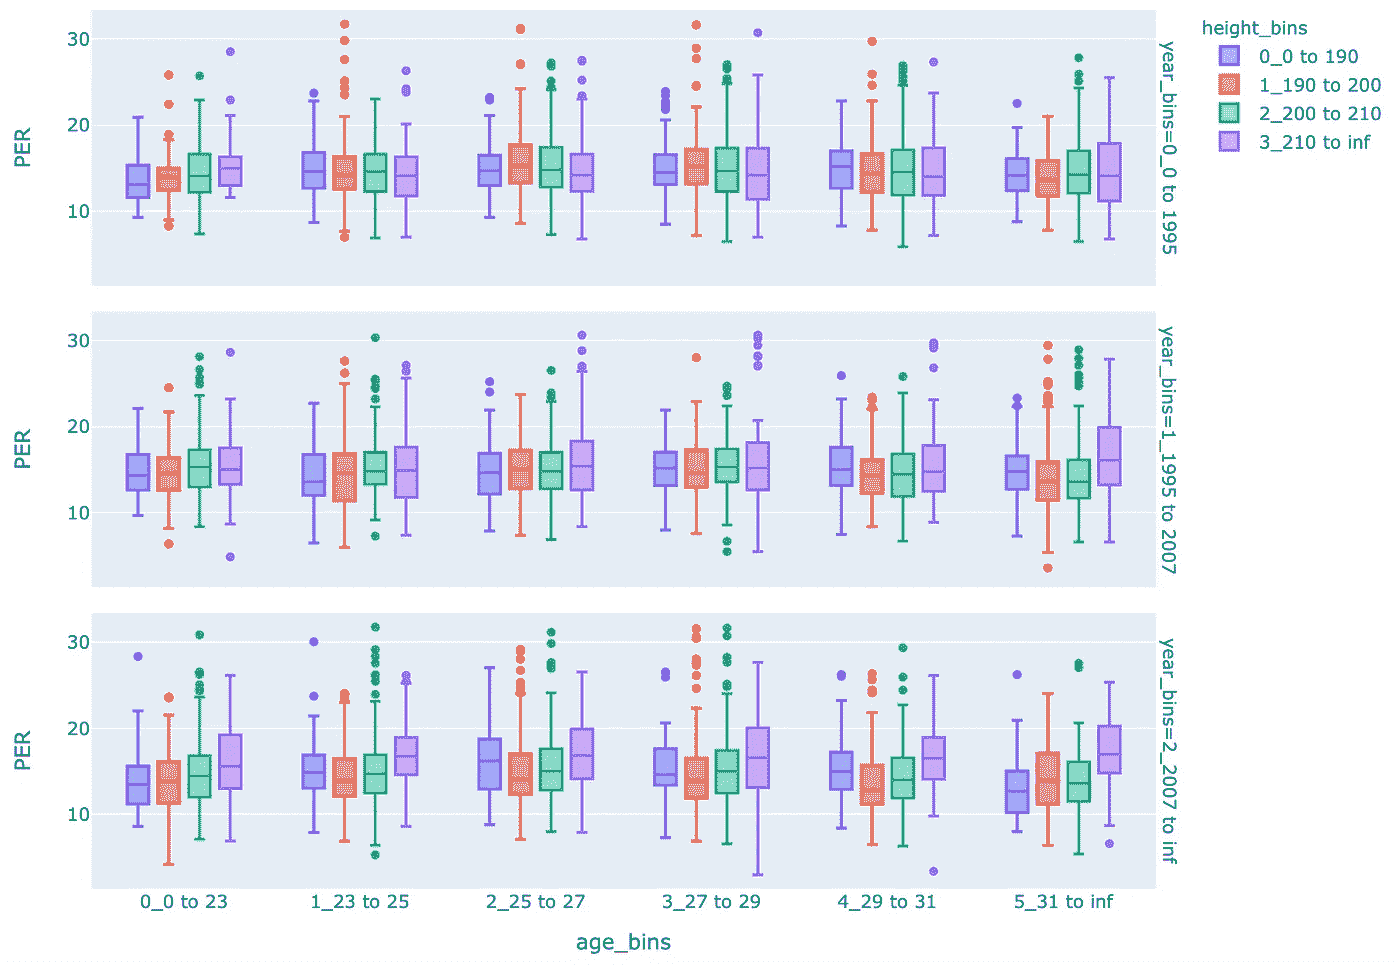 height_bins
0_0 to 190
1_190 to 200
2_200 to 210
3_210 to inf
30
20
10
PER
year_bins=0_0 to 1995
30
20
10
PER
year_bins=1_1995 to 2007
30
20
10
PER
year_bins=2_2007 to inf
0_0 to 23
1_23 to 25
2_25 to 27
3_27 to 29
4_29 to 31
5_31 to inf
age_bins